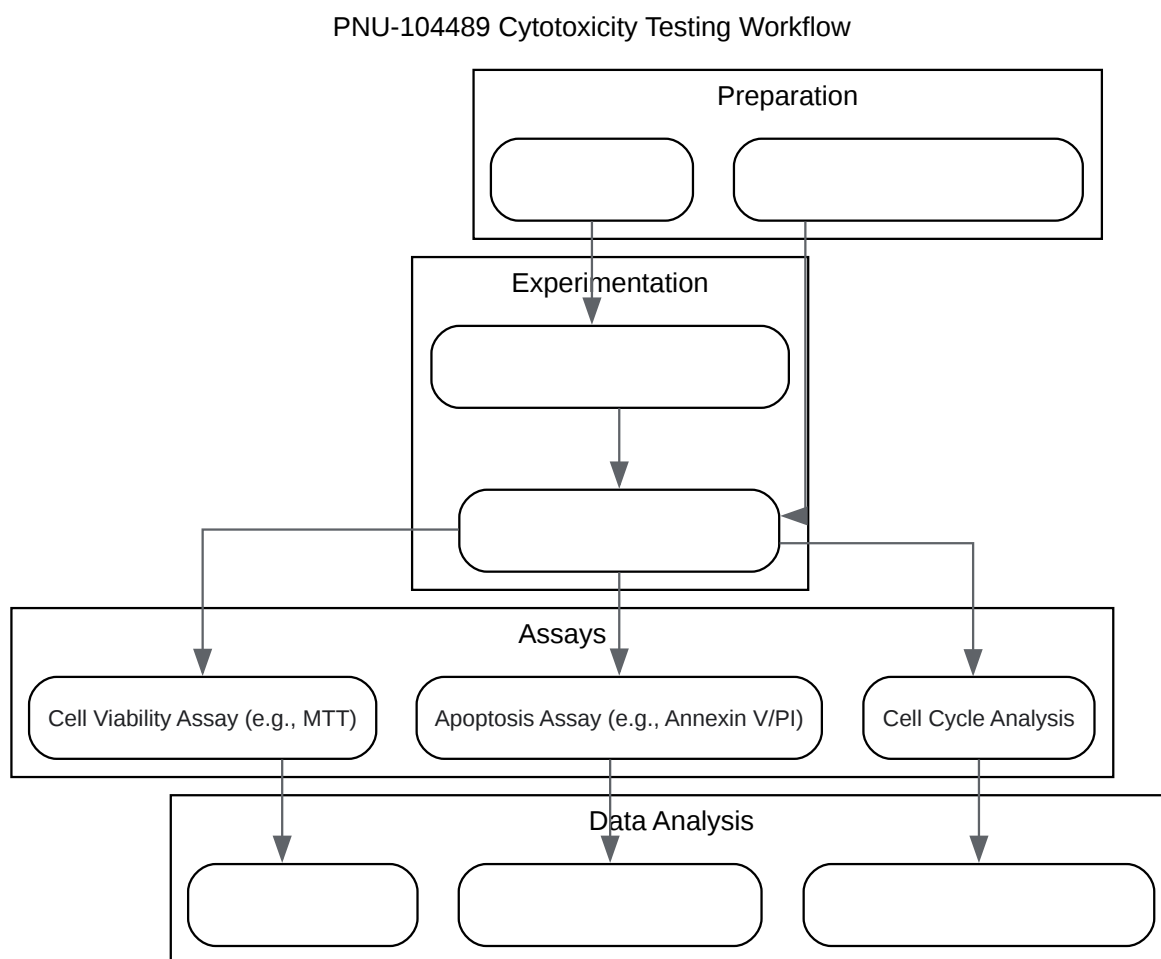 PNU-104489 Cytotoxicity Testing Workflow
Preparation
Experimentation
Assays
Cell Viability Assay (e.g., MTT)
Apoptosis Assay (e.g., Annexin V/PI)
Cell Cycle Analysis
Data Analysis